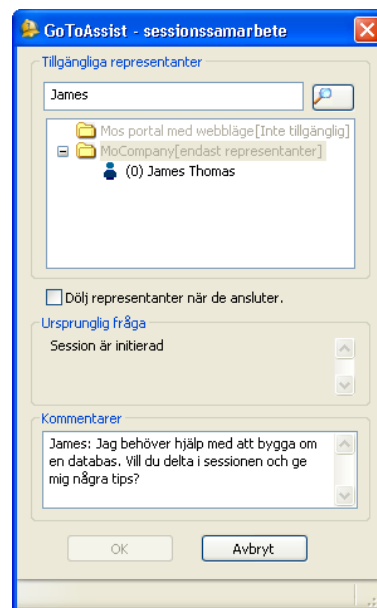 GoToAssist - sessionssamarbete
Tillgängliga representanter
James
Mos portal med webbläge[Inte tillgänglig]
MoCompany[endast representanter]
(0) James Thomas
Dölj representanter när de ansluter.
Ursprunglig fråga
Session är initierad
Kommentarer
James: Jag behöver hjälp med att bygga om
en databas. Vill du delta i sessionen och ge
mig några tips?
OK
Avbryt